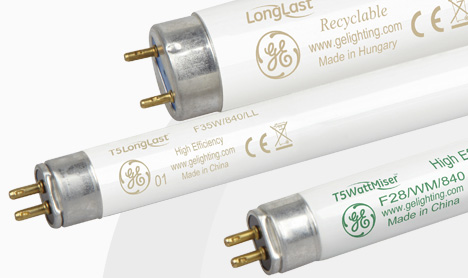 LongLast
Recyclable
www.gelighting.com
Made in Hungary
GE
CE
T5LongLast
F35W/840/LL
High Efficiency
www.gelighting.com
Made in China
GE
01
CE
T5WattMiser
High Ef
F28/WM/840
www.gelighting.com
Made in China
GE